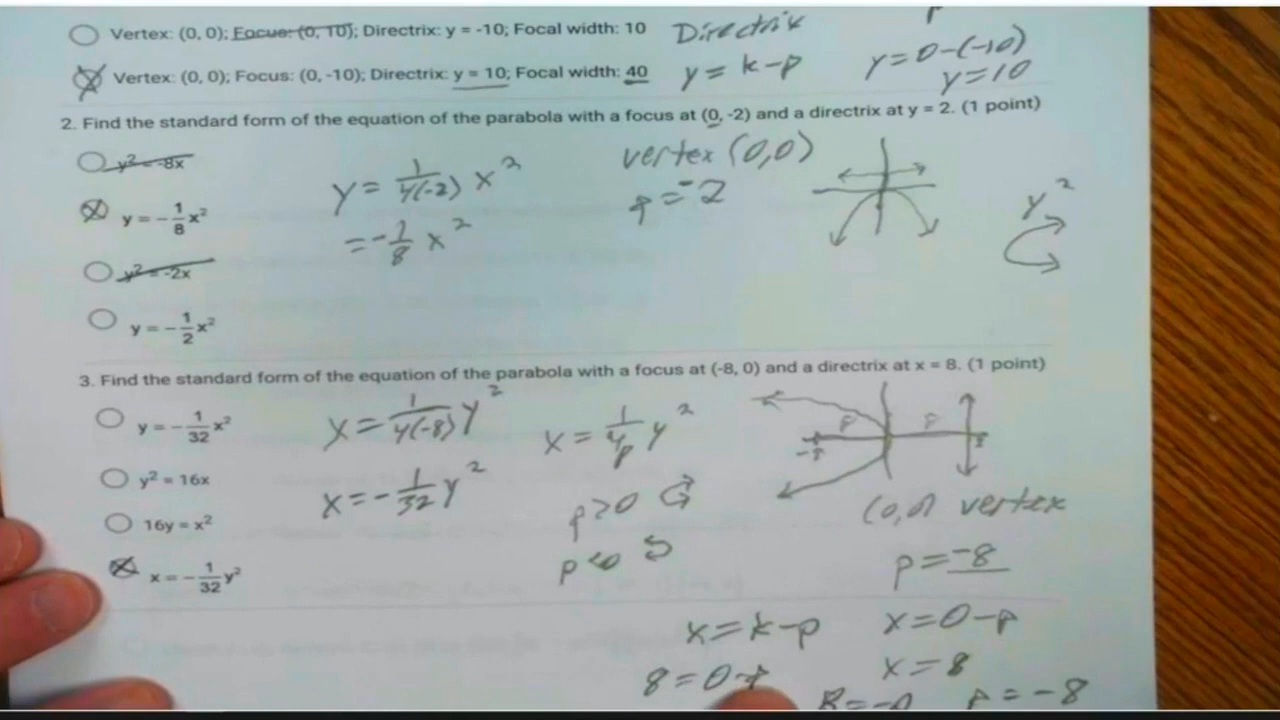 Vertex: (0, 0); Focus: (0, 10); Directrix: y = -10; Focal width: 10
Directrix
y = 0-(-10)
Vertex: (0, 0); Focus: (0, -10); Directrix: y = 10; Focal width: 40
y = k-p
y = 10
2. Find the standard form of the equation of the parabola with a focus at (0, -2) and a directrix at y = 2. (1 point)
y² = -8x
y = 1/4(-2) x²
vertex (0,0)
p = -2
y = -1/8 x²
= -1/8 x²
y²
y² = -2x
y = -1/2 x²
3. Find the standard form of the equation of the parabola with a focus at (-8, 0) and a directrix at x = 8. (1 point)
y = -1/32 x²
x = 1/4(-8) y²
x = 1/4p y²
P P
y² = 16x
x = -1/32 y²
p>0
(0,0) vertex
16y = x²
p<0
p = -8
x = -1/32 y²
x = k-p
x = 0-p
8 = 0-p
x = 8
p = -8